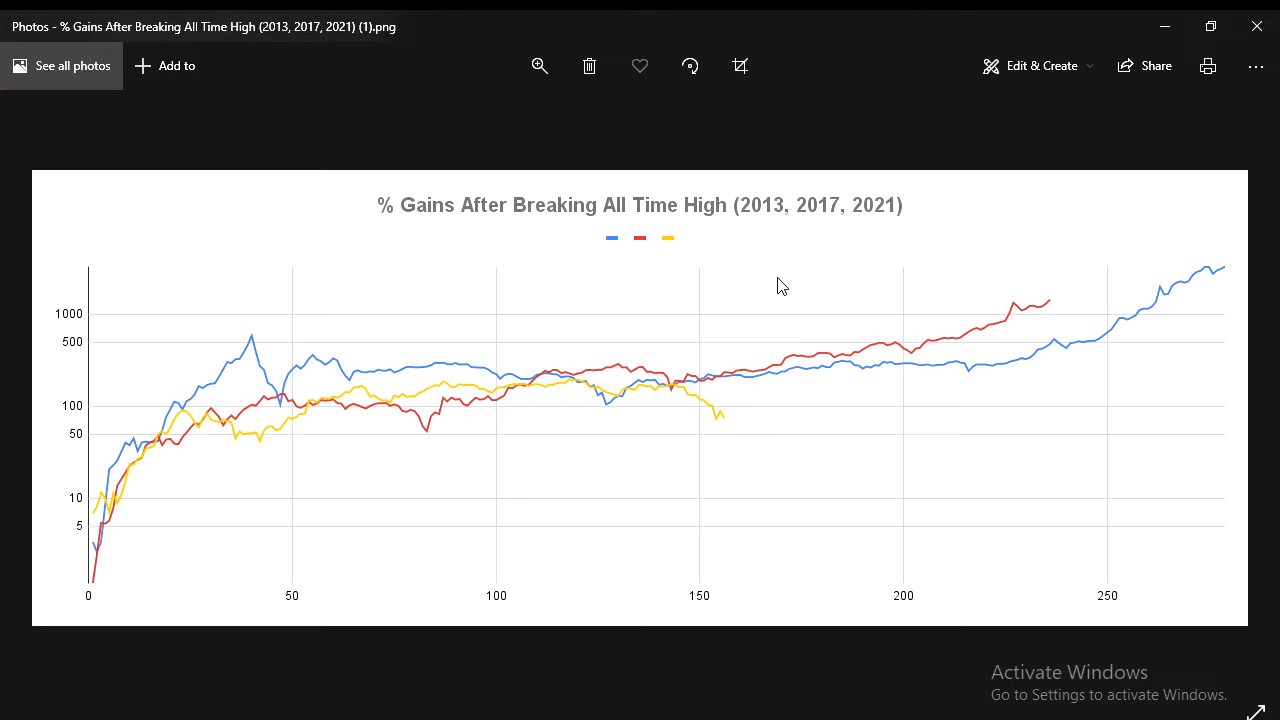 Photos - % Gains After Breaking All Time High (2013, 2017, 2021) (1).png
See all photos
Add to
Edit & Create
Share
% Gains After Breaking All Time High (2013, 2017, 2021)
1000
500
100
50
10
5
0 50 100 150 200 250
Activate Windows
Go to Settings to activate Windows.